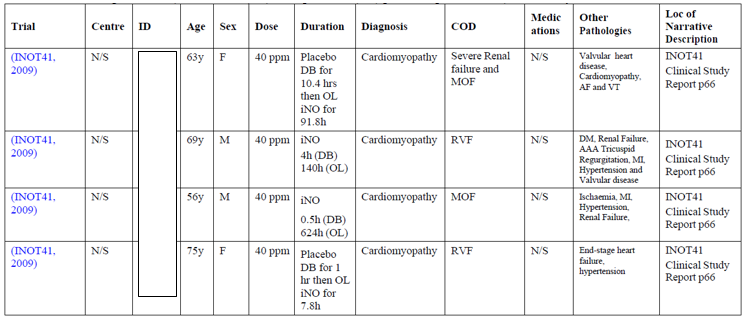 Trial Centre ID Age Sex Dose Duration Diagnosis COD Medic ations Other Pathologies Loc of Narrative Description
(INOT41, 2009) N/S 63y F 40 ppm Placebo DB for 10.4 hrs then OL iNO for 91.8h Cardiomyopathy Severe Renal failure and MOF N/S Valvular heart disease, Cardiomyopathy, AF and VT INOT41 Clinical Study Report p66
(INOT41, 2009) N/S 69y M 40 ppm iNO 4h (DB) 140h (OL) Cardiomyopathy RVF N/S DM, Renal Failure, AAA Tricuspid Regurgitation, MI, Hypertension and Valvular disease INOT41 Clinical Study Report p66
(INOT41, 2009) N/S 56y M 40 ppm iNO 0.5h (DB) 624h (OL) Cardiomyopathy MOF N/S Ischaemia, MI, Hypertension, Renal Failure, INOT41 Clinical Study Report p66
(INOT41, 2009) N/S 75y F 40 ppm Placebo DB for 1 hr then OL iNO for 7.8h Cardiomyopathy RVF N/S End-stage heart failure, hypertension INOT41 Clinical Study Report p66